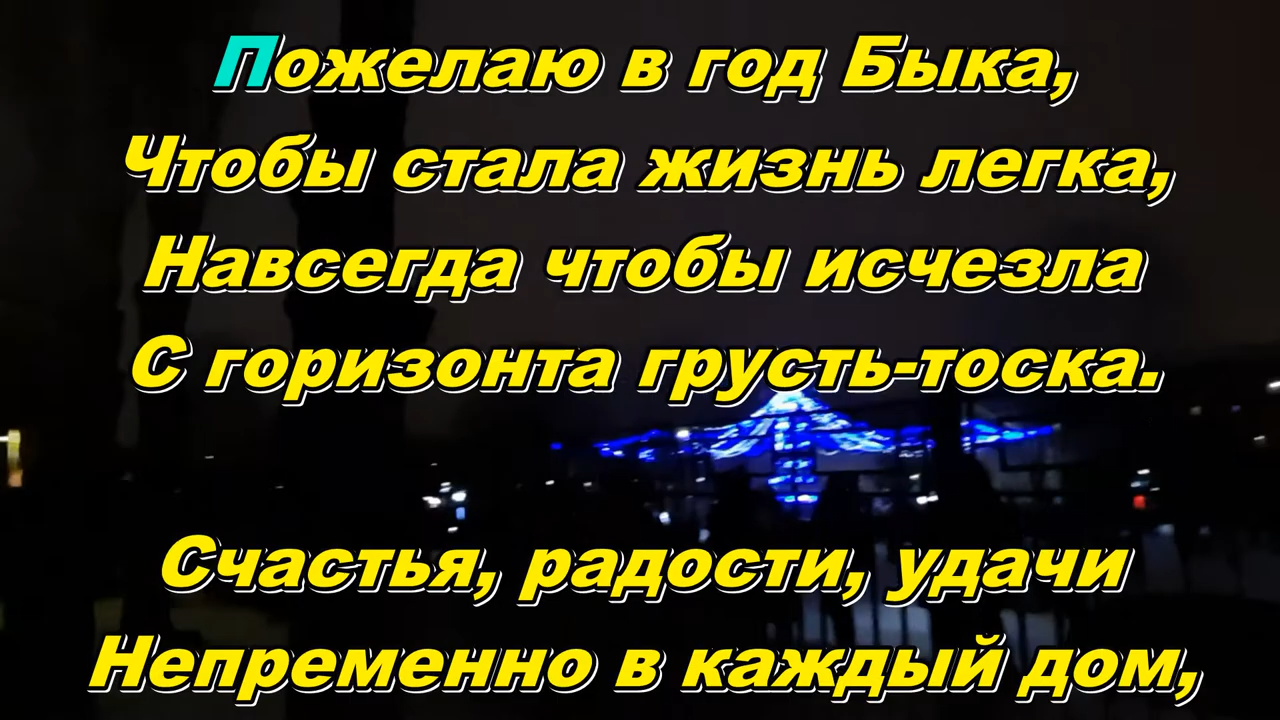 Пожелаю в год Быка,
Чтобы стала жизнь легка,
Навсегда чтобы исчезла
С горизонта грусть-тоска.
Счастья, радости, удачи
Непременно в каждый дом,